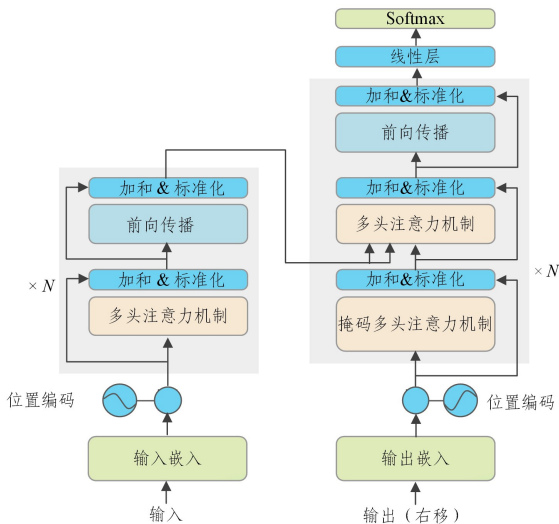 Softmax
线性层
加和&标准化
前向传播
加和&标准化
多头注意力机制
加和&标准化
掩码多头注意力机制
× N
位置编码
输出嵌入
输出(右移)
加和&标准化
前向传播
加和&标准化
多头注意力机制
× N
位置编码
输入嵌入
输入